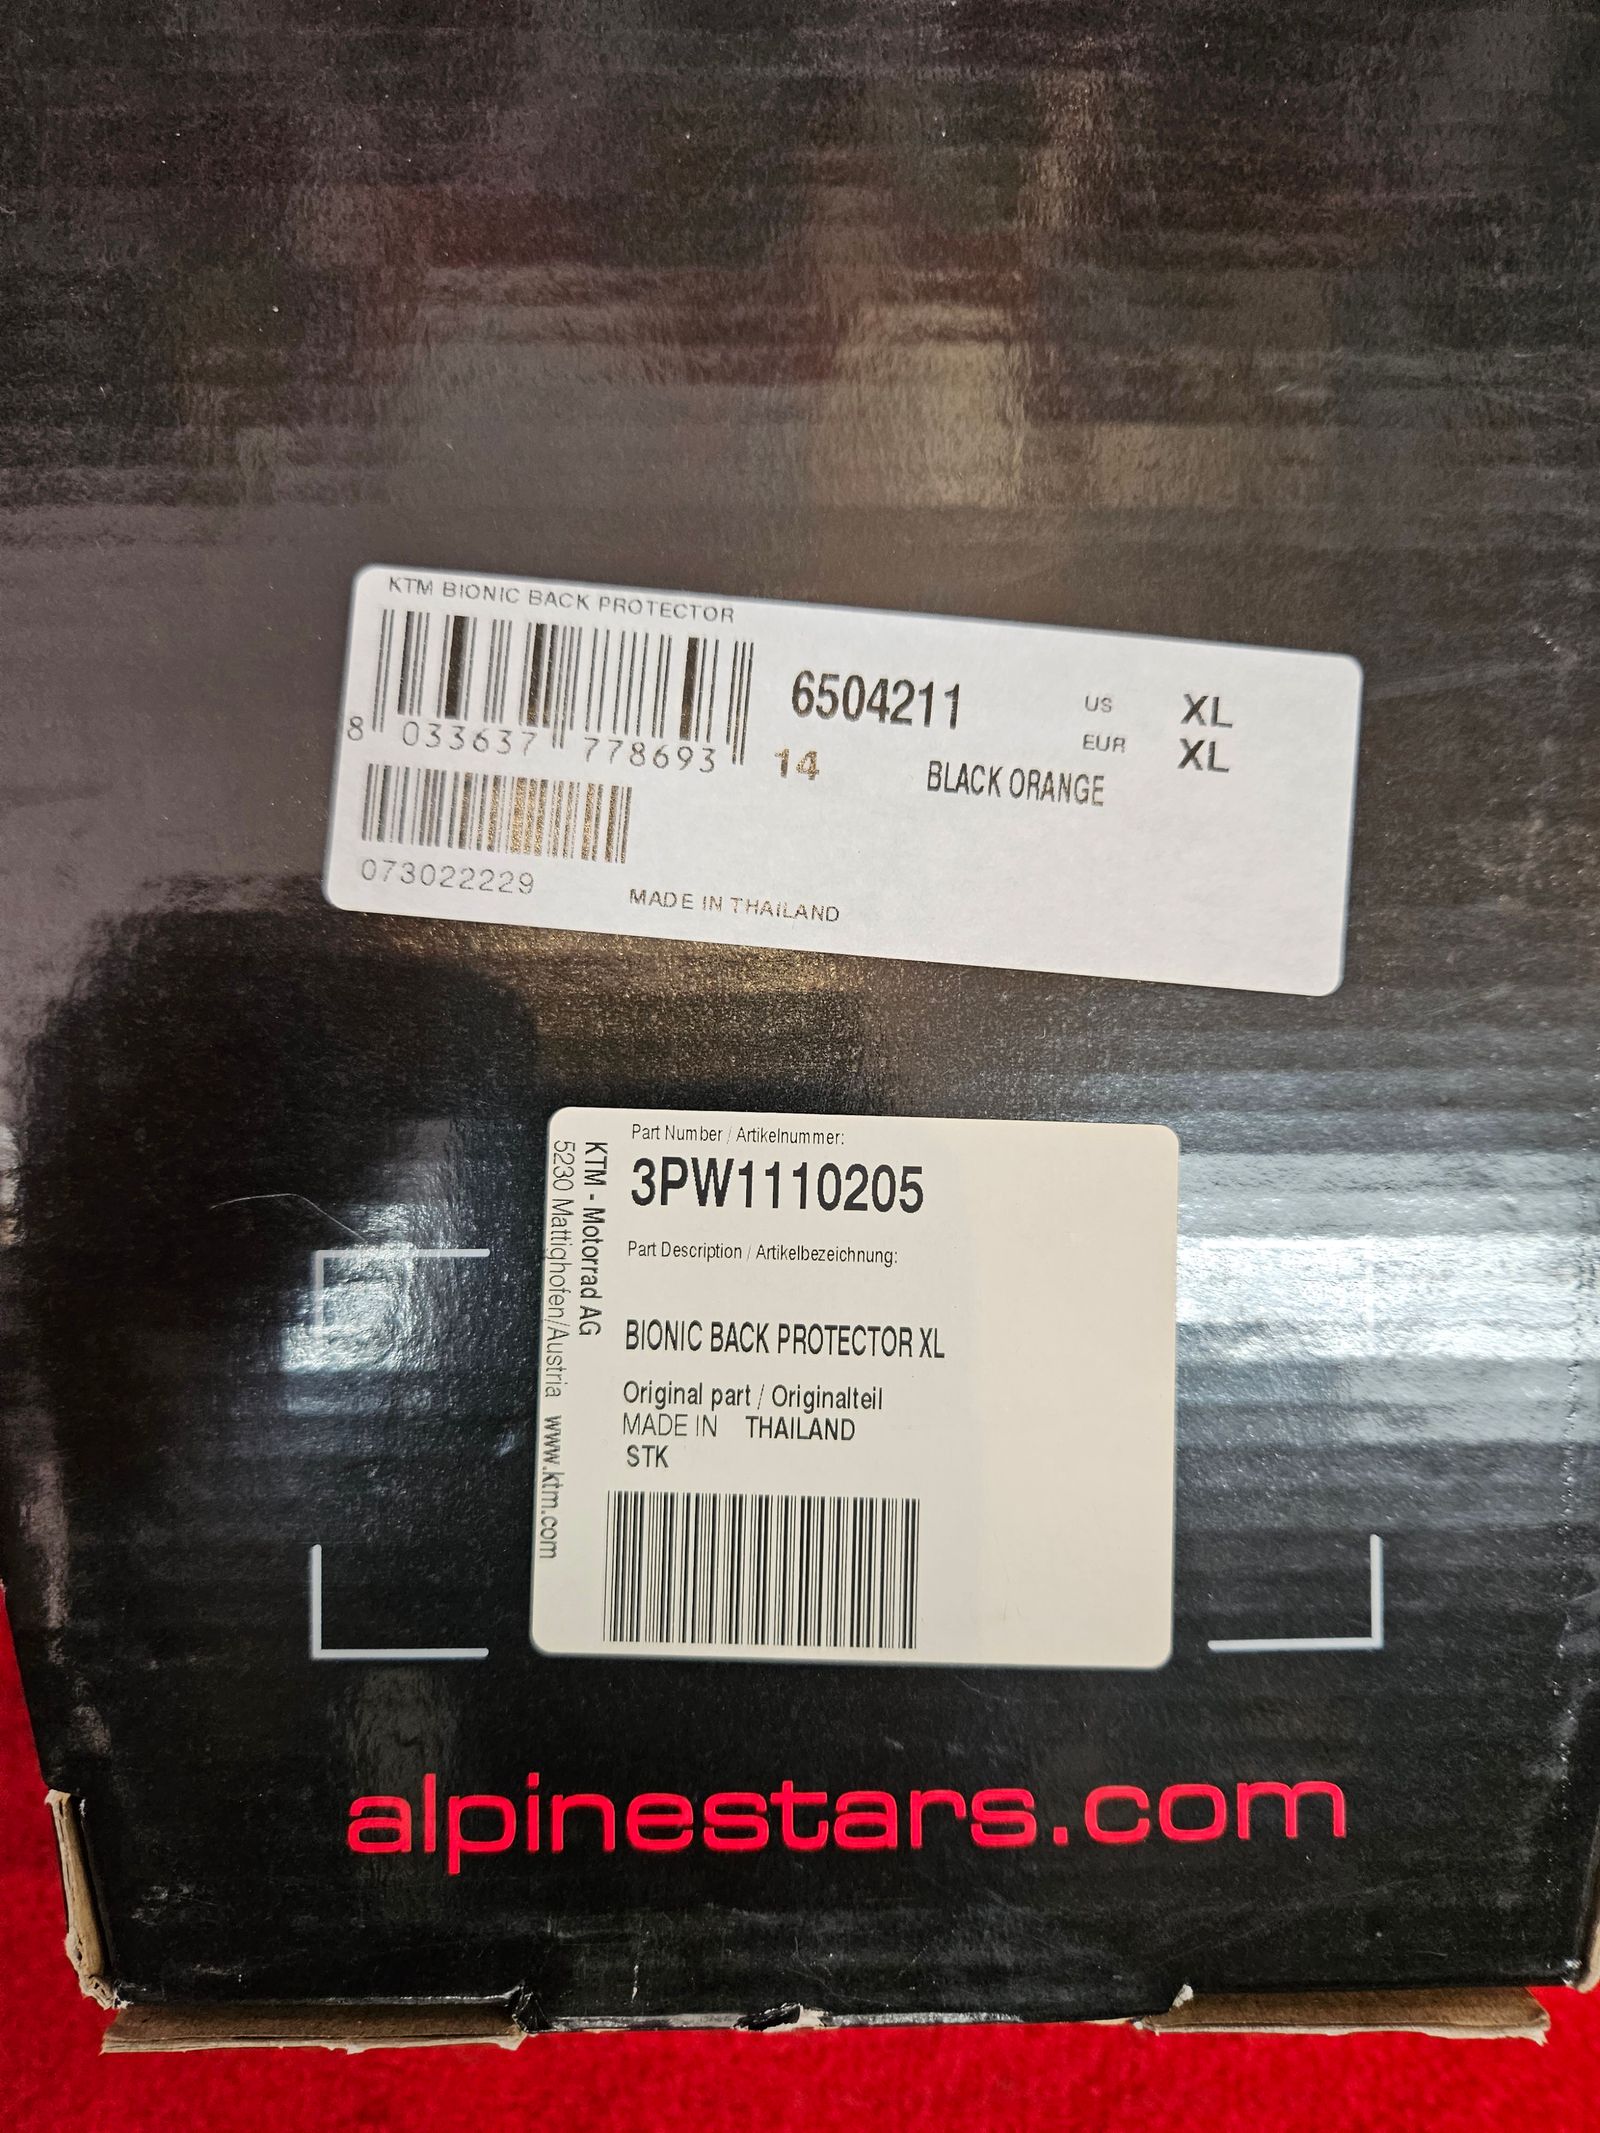 KTM BIONIC BACK PROTECTOR
6504211 US XL
EUR XL
8 033637 778693 14 BLACK ORANGE
073022229
MADE IN THAILAND
Part Number / Artikelnummer:
3PW1110205
Part Description / Artikelbezeichnung:
BIONIC BACK PROTECTOR XL
Original part / Originalteil
MADE IN THAILAND
STK
KTM - Motorrad AG
5230 Mattighofen/Austria www.ktm.com
alpinestars.com